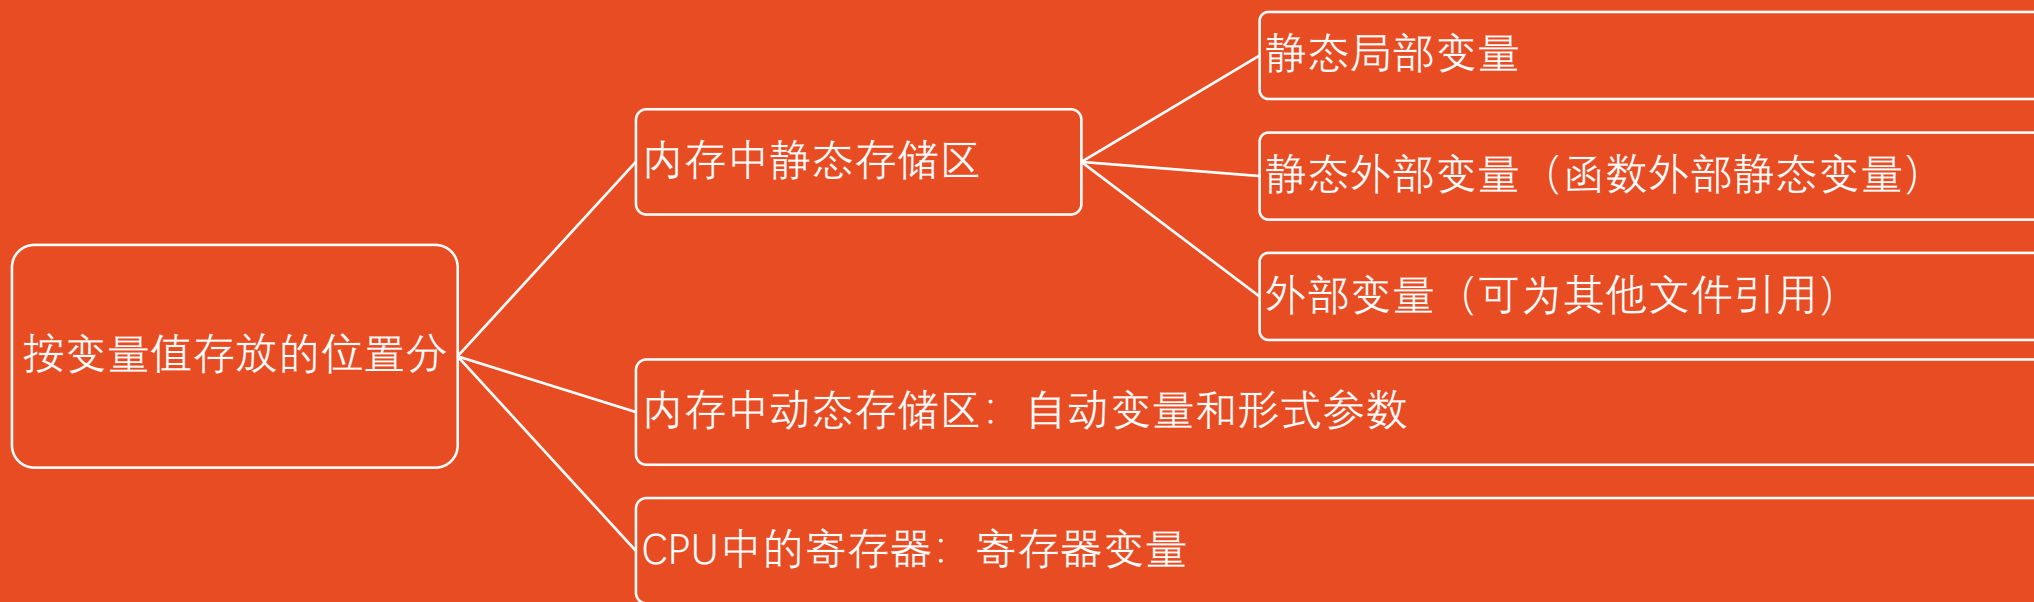 按变量值存放的位置分
内存中静态存储区
静态局部变量
静态外部变量（函数外部静态变量）
外部变量（可为其他文件引用）
内存中动态存储区：自动变量和形式参数
CPU中的寄存器：寄存器变量